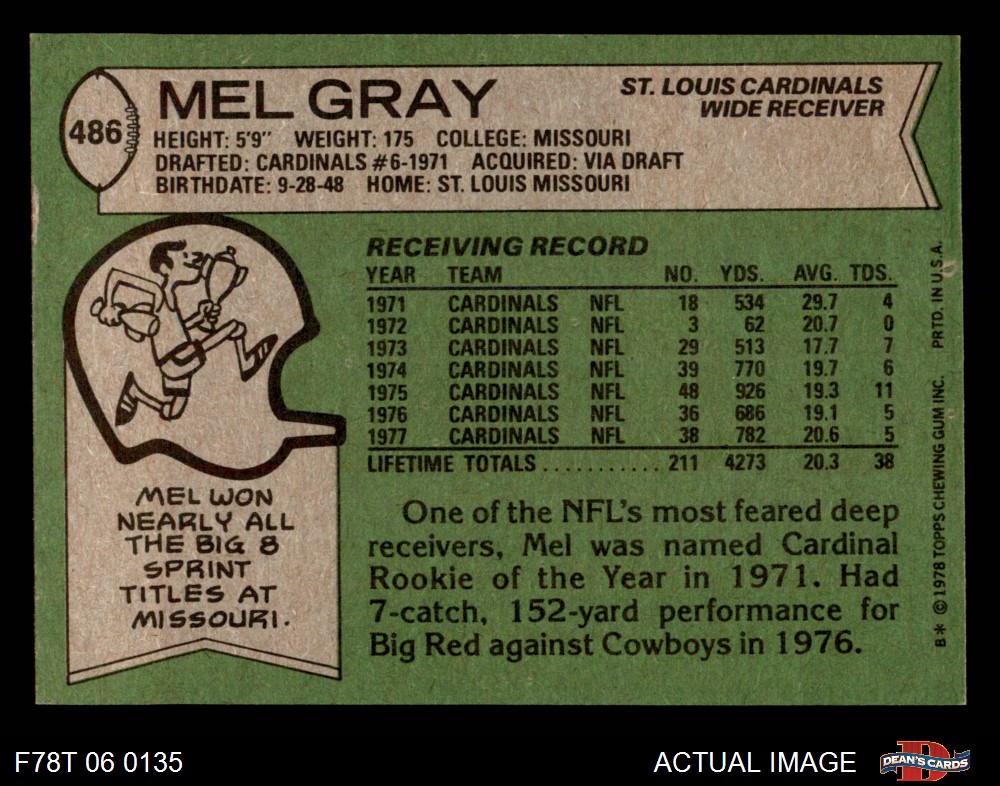 486
MEL GRAY
ST. LOUIS CARDINALS
WIDE RECEIVER
HEIGHT: 5'9" WEIGHT: 175 COLLEGE: MISSOURI
DRAFTED: CARDINALS #6-1971 ACQUIRED: VIA DRAFT
BIRTHDATE: 9-28-48 HOME: ST. LOUIS MISSOURI
RECEIVING RECORD
YEAR TEAM NO. YDS. AVG. TDS.
1971 CARDINALS NFL 18 534 29.7 4
1972 CARDINALS NFL 3 62 20.7 0
1973 CARDINALS NFL 29 513 17.7 7
1974 CARDINALS NFL 39 770 19.7 6
1975 CARDINALS NFL 48 926 19.3 11
1976 CARDINALS NFL 36 686 19.1 5
1977 CARDINALS NFL 38 782 20.6 5
LIFETIME TOTALS ........... 211 4273 20.3 38
MEL WON
NEARLY ALL
THE BIG 8
SPRINT
TITLES AT
MISSOURI.
One of the NFL's most feared deep
receivers, Mel was named Cardinal
Rookie of the Year in 1971. Had
7-catch, 152-yard performance for
Big Red against Cowboys in 1976.
B* © 1978 TOPPS CHEWING GUM INC. PRTD. IN U.S.A.
F78T 06 0135
ACTUAL IMAGE
D
DEAN'S CARDS